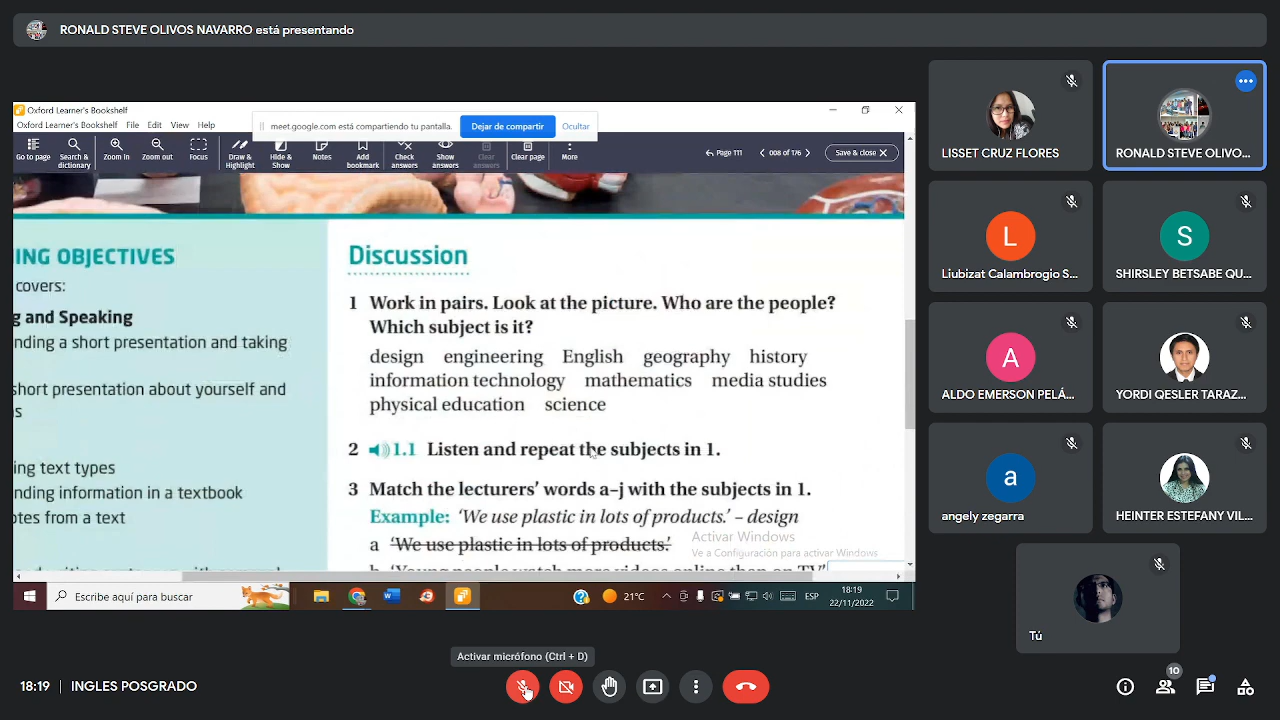 RONALD STEVE OLIVOS NAVARRO está presentando
Oxford Learner's Bookshelf
Oxford Learner's Bookshelf File Edit View Help
meet.google.com está compartiendo tu pantalla. Dejar de compartir Ocultar
Go to page Search & dictionary Zoom in Zoom out Focus Draw & Highlight Hide & Show Notes Add bookmark Check answers Show answers Clear answers Clear page More
Page 111 008 of 176 Save & close
ING OBJECTIVES
covers:
g and Speaking
nding a short presentation and taking
short presentation about yourself and
s
ing text types
nding information in a textbook
otes from a text
Discussion
1 Work in pairs. Look at the picture. Who are the people?
Which subject is it?
design engineering English geography history
information technology mathematics media studies
physical education science
2 1.1 Listen and repeat the subjects in 1.
3 Match the lecturers' words a–j with the subjects in 1.
Example: 'We use plastic in lots of products.' – design
a 'We use plastic in lots of products.'
b 'Young people watch more videos online than on TV'
Activar Windows
Ve a Configuración para activar Windows
Escribe aquí para buscar
21°C
ESP
18:19
22/11/2022
LISSET CRUZ FLORES
RONALD STEVE OLIVO...
L
Liubizat Calambrogio S...
S
SHIRSLEY BETSABE QU...
A
ALDO EMERSON PELÁ...
YORDI QESLER TARAZ...
a
angely zegarra
HEINTER ESTEFANY VIL...
Tú
Activar micrófono (Ctrl + D)
18:19 | INGLES POSGRADO
10